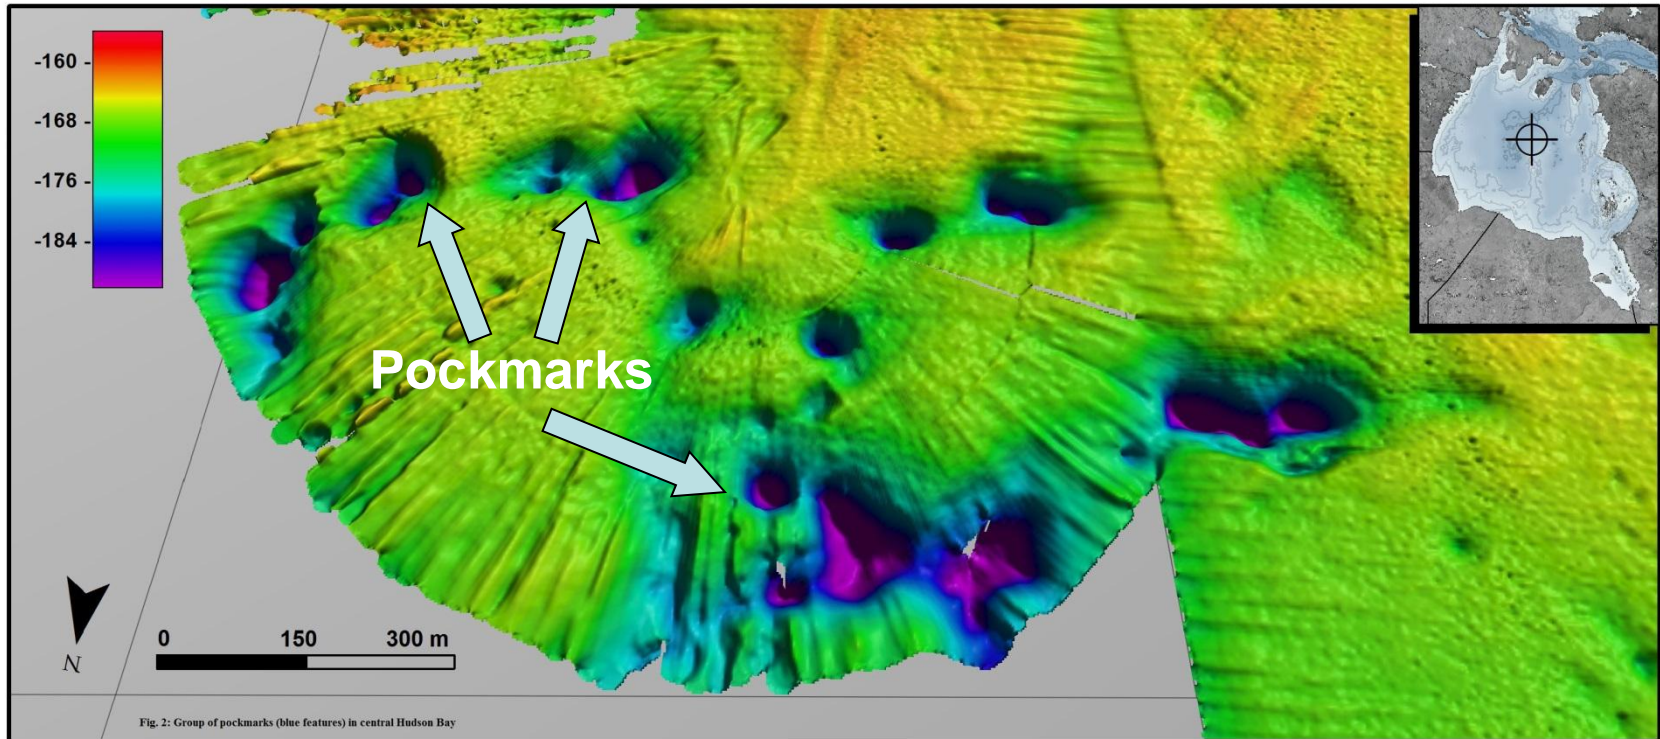 -160 -
-168 -
-176 -
-184 -
Pockmarks
N
0 150 300 m
Fig. 2: Group of pockmarks (blue features) in central Hudson Bay